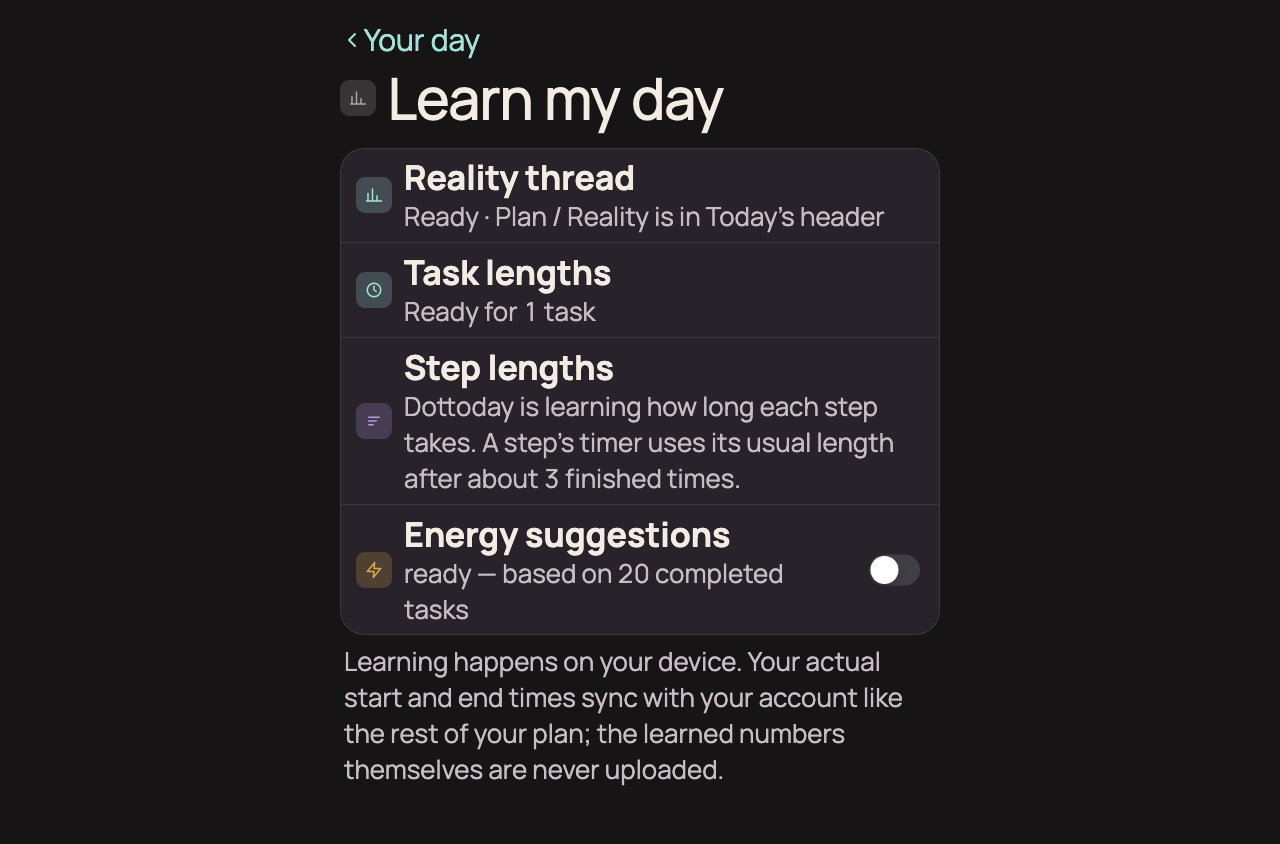 Your day
Learn my day
Reality thread
Ready · Plan / Reality is in Today's header
Task lengths
Ready for 1 task
Step lengths
Dottoday is learning how long each step
takes. A step's timer uses its usual length
after about 3 finished times.
Energy suggestions
ready — based on 20 completed
tasks
Learning happens on your device. Your actual
start and end times sync with your account like
the rest of your plan; the learned numbers
themselves are never uploaded.